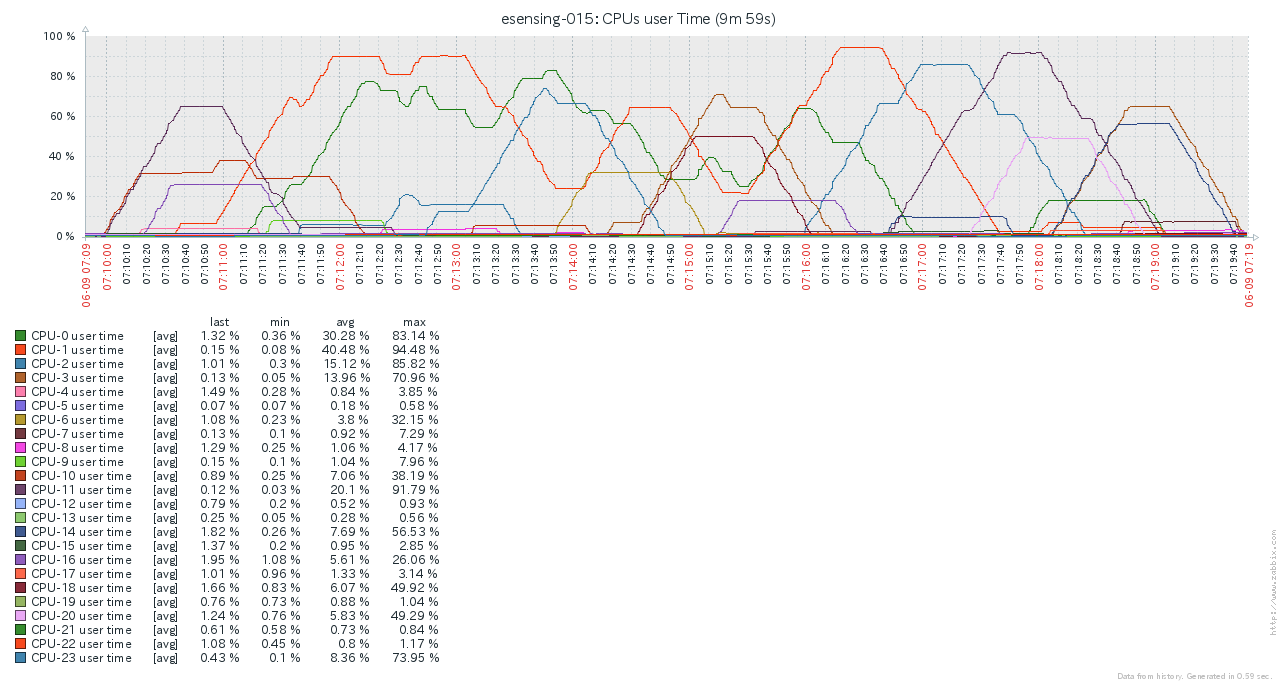 esensing-015: CPUs user Time (9m 59s)
100 %
80 %
60 %
40 %
20 %
0 %
06-09 07:09
07:10:00
07:10:10
07:10:20
07:10:30
07:10:40
07:10:50
07:11:00
07:11:10
07:11:20
07:11:30
07:11:40
07:11:50
07:12:00
07:12:10
07:12:20
07:12:30
07:12:40
07:12:50
07:13:00
07:13:10
07:13:20
07:13:30
07:13:40
07:13:50
07:14:00
07:14:10
07:14:20
07:14:30
07:14:40
07:14:50
07:15:00
07:15:10
07:15:20
07:15:30
07:15:40
07:15:50
07:16:00
07:16:10
07:16:20
07:16:30
07:16:40
07:16:50
07:17:00
07:17:10
07:17:20
07:17:30
07:17:40
07:17:50
07:18:00
07:18:10
07:18:20
07:18:30
07:18:40
07:18:50
07:19:00
07:19:10
07:19:20
07:19:30
07:19:40
06-09 07:19
last min avg max
CPU-0 user time [avg] 1.32 % 0.36 % 30.28 % 83.14 %
CPU-1 user time [avg] 0.15 % 0.08 % 40.48 % 94.48 %
CPU-2 user time [avg] 1.01 % 0.3 % 15.12 % 85.82 %
CPU-3 user time [avg] 0.13 % 0.05 % 13.96 % 70.96 %
CPU-4 user time [avg] 1.49 % 0.28 % 0.84 % 3.85 %
CPU-5 user time [avg] 0.07 % 0.07 % 0.18 % 0.58 %
CPU-6 user time [avg] 1.08 % 0.23 % 3.8 % 32.15 %
CPU-7 user time [avg] 0.13 % 0.1 % 0.92 % 7.29 %
CPU-8 user time [avg] 1.29 % 0.25 % 1.06 % 4.17 %
CPU-9 user time [avg] 0.15 % 0.1 % 1.04 % 7.96 %
CPU-10 user time [avg] 0.89 % 0.25 % 7.06 % 38.19 %
CPU-11 user time [avg] 0.12 % 0.03 % 20.1 % 91.79 %
CPU-12 user time [avg] 0.79 % 0.2 % 0.52 % 0.93 %
CPU-13 user time [avg] 0.25 % 0.05 % 0.28 % 0.56 %
CPU-14 user time [avg] 1.82 % 0.26 % 7.69 % 56.53 %
CPU-15 user time [avg] 1.37 % 0.2 % 0.95 % 2.85 %
CPU-16 user time [avg] 1.95 % 1.08 % 5.61 % 26.06 %
CPU-17 user time [avg] 1.01 % 0.96 % 1.33 % 3.14 %
CPU-18 user time [avg] 1.66 % 0.83 % 6.07 % 49.92 %
CPU-19 user time [avg] 0.76 % 0.73 % 0.88 % 1.04 %
CPU-20 user time [avg] 1.24 % 0.76 % 5.83 % 49.29 %
CPU-21 user time [avg] 0.61 % 0.58 % 0.73 % 0.84 %
CPU-22 user time [avg] 1.08 % 0.45 % 0.8 % 1.17 %
CPU-23 user time [avg] 0.43 % 0.1 % 8.36 % 73.95 %
http://www.zabbix.com
Data from history. Generated in 0.59 sec.